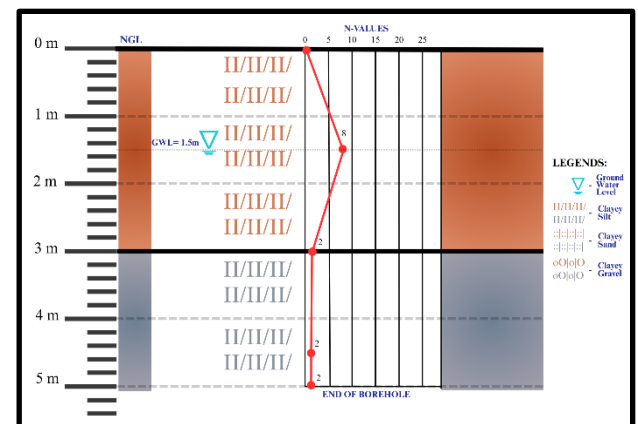 NGL
N-VALUES
0 5 10 15 20 25
0 m
II/II/II/
II/II/II/
1 m
II/II/II/
8
GWL= 1.5m
II/II/II/
2 m
II/II/II/
II/II/II/
3 m
2
II/II/II/
II/II/II/
4 m
II/II/II/
2
II/II/II/
5 m
2
END OF BOREHOLE
LEGENDS:
- Ground
Water
Level
II/II/II/ - Clayey
II/II/II/ Silt
::|::|::|::| - Clayey
::|::|::|::| Sand
oO|o|O - Clayey
oO|o|O Gravel